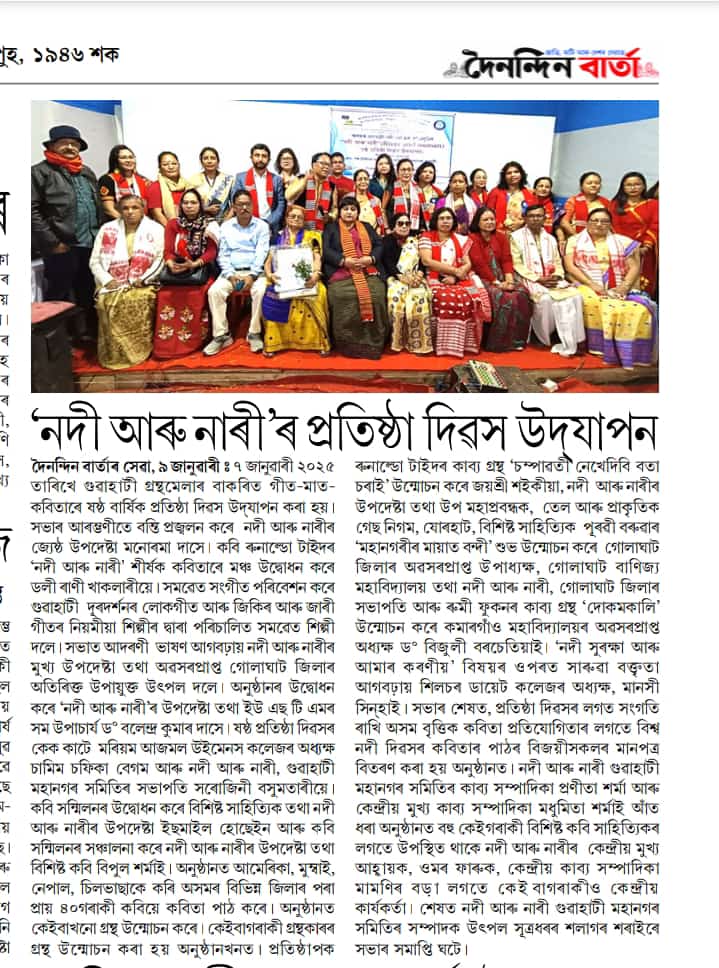 ১৯৪৬ শক
জাতি, মাটি আৰু দেশৰ সেৱাত
দৈনন্দিন বাৰ্তা
‘নদী আৰু নাৰী’ৰ প্ৰতিষ্ঠা দিৱস উদ্‌যাপন
দৈনন্দিন বাৰ্তাৰ সেৱা, ৯ জানুৱাৰী ঃ ৭ জানুৱাৰী ২০২৫
তাৰিখে গুৱাহাটী গ্ৰন্থমেলাৰ বাকৰিত গীত-মাত-
কবিতাৰে ষষ্ঠ বাৰ্ষিক প্ৰতিষ্ঠা দিৱস উদ্‌যাপন কৰা হয়।
সভাৰ আৰম্ভণীতে বন্তি প্ৰজ্বলন কৰে নদী আৰু নাৰীৰ
জ্যেষ্ঠ উপদেষ্টা মনোৰমা দাসে। কবি ৰুনাল্ডো টাইদৰ
‘নদী আৰু নাৰী’ শীৰ্ষক কবিতাৰে মঞ্চ উদ্বোধন কৰে
ডলী ৰাণী খাকলাৰীয়ে। সমবেত সংগীত পৰিবেশন কৰে
গুৱাহাটী দূৰদৰ্শনৰ লোকগীত আৰু জিকিৰ আৰু জাৰী
গীতৰ নিয়মীয়া শিল্পীৰ দ্বাৰা পৰিচালিত সমবেত শিল্পী
দলে। সভাত আদৰণী ভাষণ আগবঢ়ায় নদী আৰু নাৰীৰ
মুখ্য উপদেষ্টা তথা অৱসৰপ্ৰাপ্ত গোলাঘাট জিলাৰ
অতিৰিক্ত উপায়ুক্ত উৎপল দলে। অনুষ্ঠানৰ উদ্বোধন
কৰে ‘নদী আৰু নাৰী’ৰ উপদেষ্টা তথা ইউ এছ টি এমৰ
সম উপাচাৰ্য ড° বলেন্দ্ৰ কুমাৰ দাসে। ষষ্ঠ প্ৰতিষ্ঠা দিৱসৰ
কেক কাটে মৰিয়ম আজমল উইমেনস কলেজৰ অধ্যক্ষ
চামিম চফিকা বেগম আৰু নদী আৰু নাৰী, গুৱাহাটী
মহানগৰ সমিতিৰ সভাপতি সৰোজিনী বসুমতাৰীয়ে।
কবি সন্মিলনৰ উদ্বোধন কৰে বিশিষ্ট সাহিত্যিক তথা নদী
আৰু নাৰীৰ উপদেষ্টা ইছমাইল হোছেইন আৰু কবি
সন্মিলনৰ সঞ্চালনা কৰে নদী আৰু নাৰীৰ উপদেষ্টা তথা
বিশিষ্ট কবি বিপুল শৰ্মাই। অনুষ্ঠানত আমেৰিকা, মুম্বাই,
নেপাল, চিলভাছাকে কৰি অসমৰ বিভিন্ন জিলাৰ পৰা
প্ৰায় ৪০গৰাকী কবিয়ে কবিতা পাঠ কৰে। অনুষ্ঠানত
কেইবাখনো গ্ৰন্থ উন্মোচন কৰে। কেইবাগৰাকী গ্ৰন্থকাৰৰ
গ্ৰন্থ উন্মোচন কৰা হয় অনুষ্ঠানখনত। প্ৰতিষ্ঠাপক
ৰুনাল্ডো টাইদৰ কাব্য গ্ৰন্থ ‘চম্পাৱতী নেখেদিবি বতা
চৰাই’ উন্মোচন কৰে জয়শ্ৰী শইকীয়া, নদী আৰু নাৰীৰ
উপদেষ্টা তথা উপ মহাপ্ৰবন্ধক, তেল আৰু প্ৰাকৃতিক
গেছ নিগম, যোৰহাট, বিশিষ্ট সাহিত্যিক পূৰবী বৰুৱাৰ
‘মহানগৰীৰ মায়াত বন্দী’ শুভ উন্মোচন কৰে গোলাঘাট
জিলাৰ অৱসৰপ্ৰাপ্ত উপাধ্যক্ষ, গোলাঘাট বাণিজ্য
মহাবিদ্যালয় তথা নদী আৰু নাৰী, গোলাঘাট জিলাৰ
সভাপতি আৰু ৰুমী ফুকনৰ কাব্য গ্ৰন্থ ‘দোকমকালি’
উন্মোচন কৰে কমাৰগাঁও মহাবিদ্যালয়ৰ অৱসৰপ্ৰাপ্ত
অধ্যক্ষ ড° বিজুলী বৰচেতিয়াই। ‘নদী সুৰক্ষা আৰু
আমাৰ কৰণীয়’ বিষয়ৰ ওপৰত সাৰুৱা বক্তৃতা
আগবঢ়ায় শিলচৰ ডায়েট কলেজৰ অধ্যক্ষ, মানসী
সিন্‌হাই। সভাৰ শেষত, প্ৰতিষ্ঠা দিৱসৰ লগত সংগতি
ৰাখি অসম বৃত্তিক কবিতা প্ৰতিযোগিতাৰ লগতে বিশ্ব
নদী দিৱসৰ কবিতাৰ পাঠৰ বিজয়ীসকলৰ মানপত্ৰ
বিতৰণ কৰা হয় অনুষ্ঠানত। নদী আৰু নাৰী গুৱাহাটী
মহানগৰ সমিতিৰ কাব্য সম্পাদিকা প্ৰণীতা শৰ্মা আৰু
কেন্দ্ৰীয় মুখ্য কাব্য সম্পাদিকা মধুমিতা শৰ্মাই আঁত
ধৰা অনুষ্ঠানত বহু কেইগৰাকী বিশিষ্ট কবি সাহিত্যিকৰ
লগতে উপস্থিত থাকে নদী আৰু নাৰীৰ কেন্দ্ৰীয় মুখ্য
আহ্বায়ক, ওমৰ ফাৰুক, কেন্দ্ৰীয় কাব্য সম্পাদিকা
মামণিৰ বড়া লগতে কেই বাগৰাকীও কেন্দ্ৰীয়
কাৰ্যকৰ্তা। শেষত নদী আৰু নাৰী গুৱাহাটী মহানগৰ
সমিতিৰ সম্পাদক উৎপল সূত্ৰধৰৰ শলাগৰ শৰাইৰে
সভাৰ সমাপ্তি ঘটে।